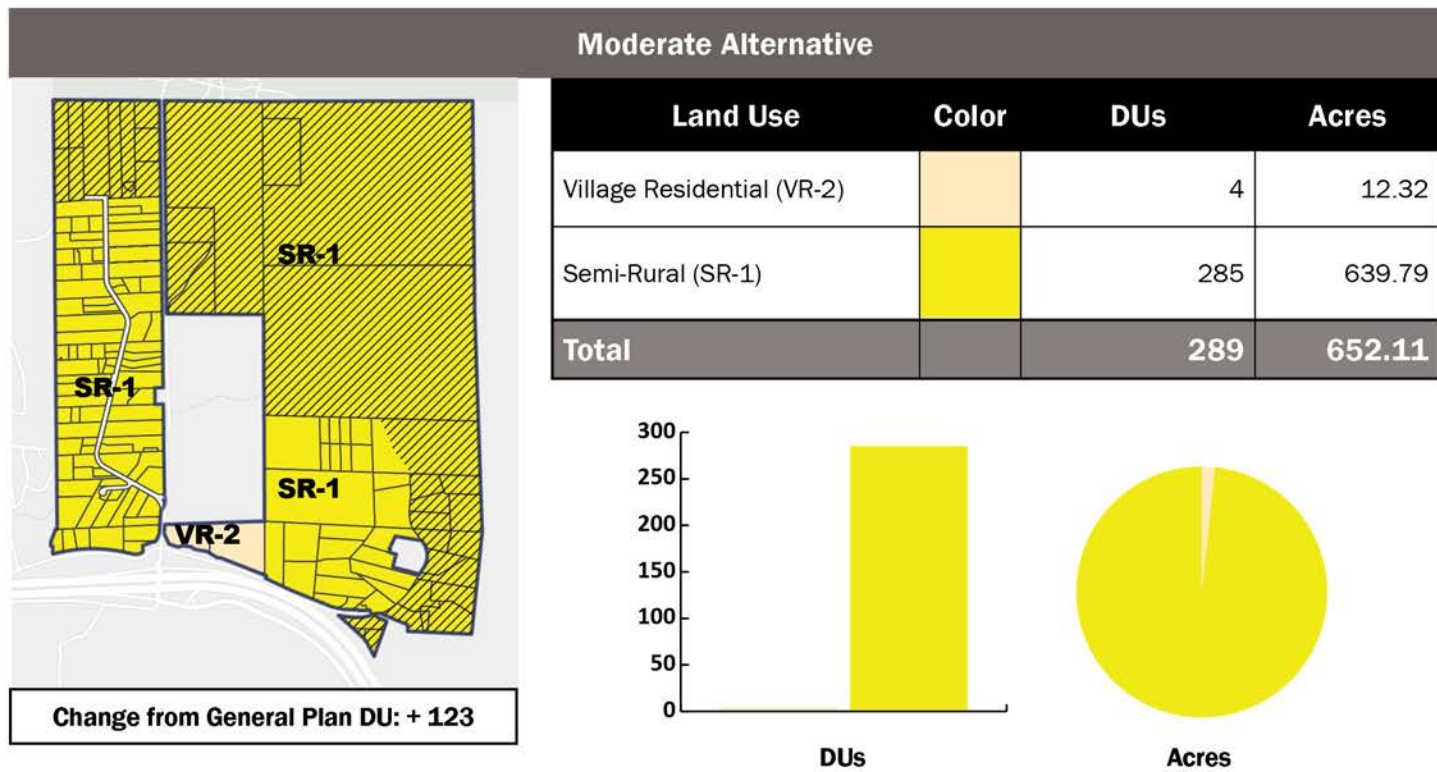 Moderate Alternative
Land Use Color DUs Acres
Village Residential (VR-2) 4 12.32
Semi-Rural (SR-1) 285 639.79
Total 289 652.11
SR-1
SR-1
SR-1
VR-2
Change from General Plan DU: + 123
300
250
200
150
100
50
0
DUs
Acres